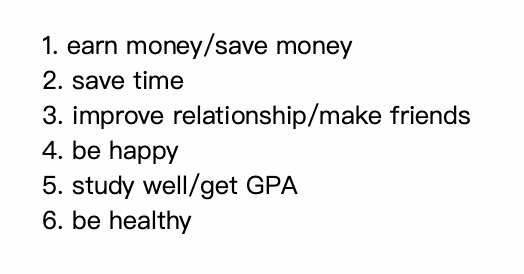 1. earn money/save money
2. save time
3. improve relationship/make friends
4. be happy
5. study well/get GPA
6. be healthy